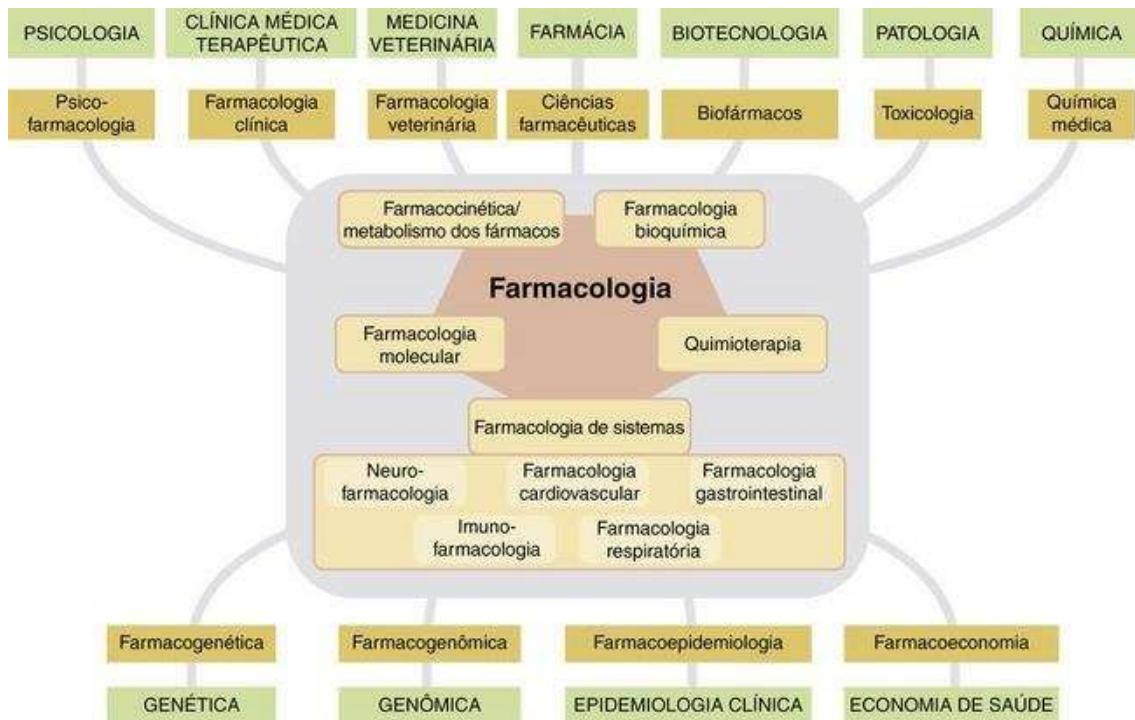 PSICOLOGIA
CLÍNICA MÉDICA
TERAPÊUTICA
MEDICINA
VETERINÁRIA
FARMÁCIA
BIOTECNOLOGIA
PATOLOGIA
QUÍMICA
Psico-
farmacologia
Farmacologia
clínica
Farmacologia
veterinária
Ciências
farmacêuticas
Biofármacos
Toxicologia
Química
médica
Farmacocinética/
metabolismo dos fármacos
Farmacologia
bioquímica
Farmacologia
Farmacologia
molecular
Quimioterapia
Farmacologia de sistemas
Neuro-
farmacologia
Farmacologia
cardiovascular
Farmacologia
gastrointestinal
Imuno-
farmacologia
Farmacologia
respiratória
Farmacogenética
Farmacogenômica
Farmacoepidemiologia
Farmacoeconomia
GENÉTICA
GENÔMICA
EPIDEMIOLOGIA CLÍNICA
ECONOMIA DE SAÚDE